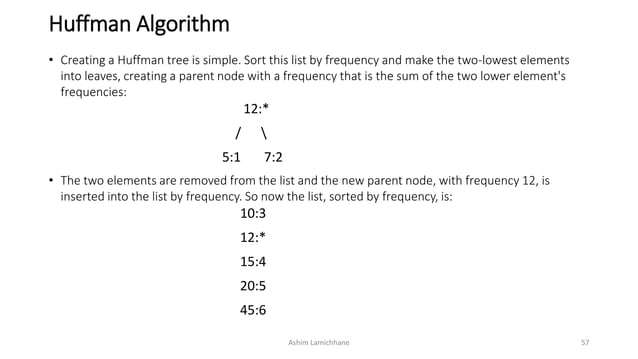 Huffman Algorithm
• Creating a Huffman tree is simple. Sort this list by frequency and make the two-lowest elements
into leaves, creating a parent node with a frequency that is the sum of the two lower element's
frequencies:
12:*
/ \
5:1 7:2
• The two elements are removed from the list and the new parent node, with frequency 12, is
inserted into the list by frequency. So now the list, sorted by frequency, is:
10:3
12:*
15:4
20:5
45:6
Ashim Lamichhane 57